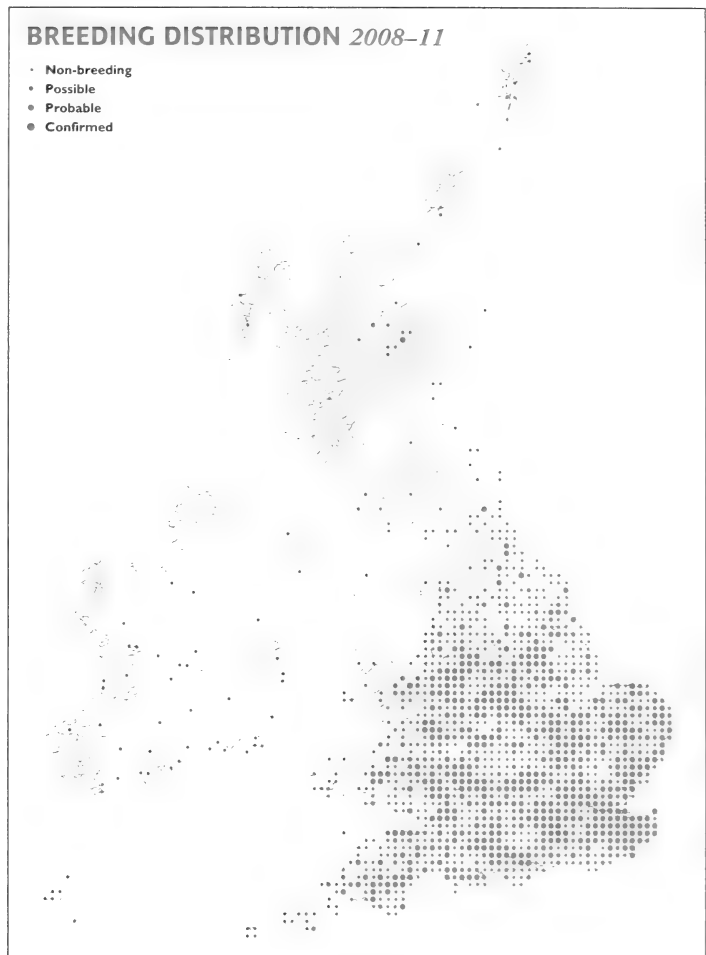 BREEDING DISTRIBUTION 2008–11
Non-breeding
Possible
Probable
Confirmed